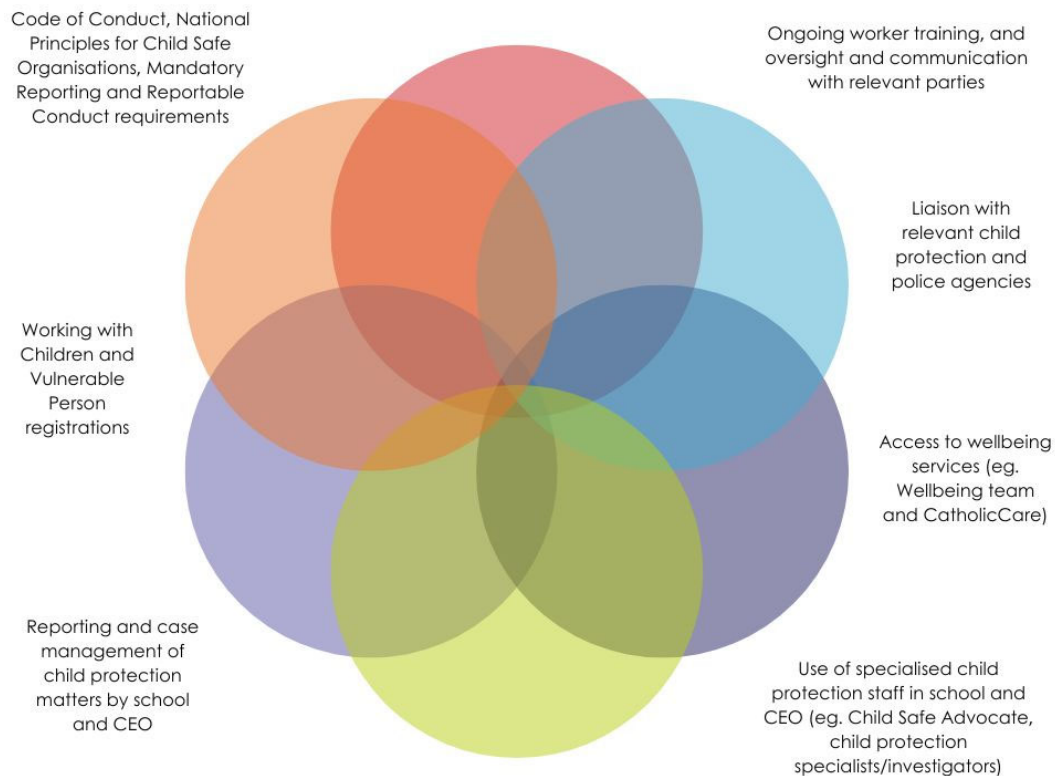 Code of Conduct, National
Principles for Child Safe
Organisations, Mandatory
Reporting and Reportable
Conduct requirements
Ongoing worker training, and
oversight and communication
with relevant parties
Liaison with
relevant child
protection and
police agencies
Working with
Children and
Vulnerable
Person
registrations
Access to wellbeing
services (eg.
Wellbeing team
and CatholicCare)
Reporting and case
management of
child protection
matters by school
and CEO
Use of specialised child
protection staff in school and
CEO (eg. Child Safe Advocate,
child protection
specialists/investigators)